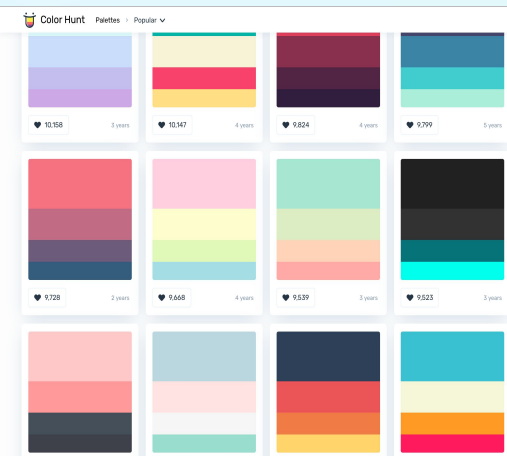 Color Hunt Palettes › Popular
10,158 3 years 10,147 4 years 9,824 4 years 9,799 5 years
9,728 2 years 9,668 4 years 9,539 3 years 9,523 3 years